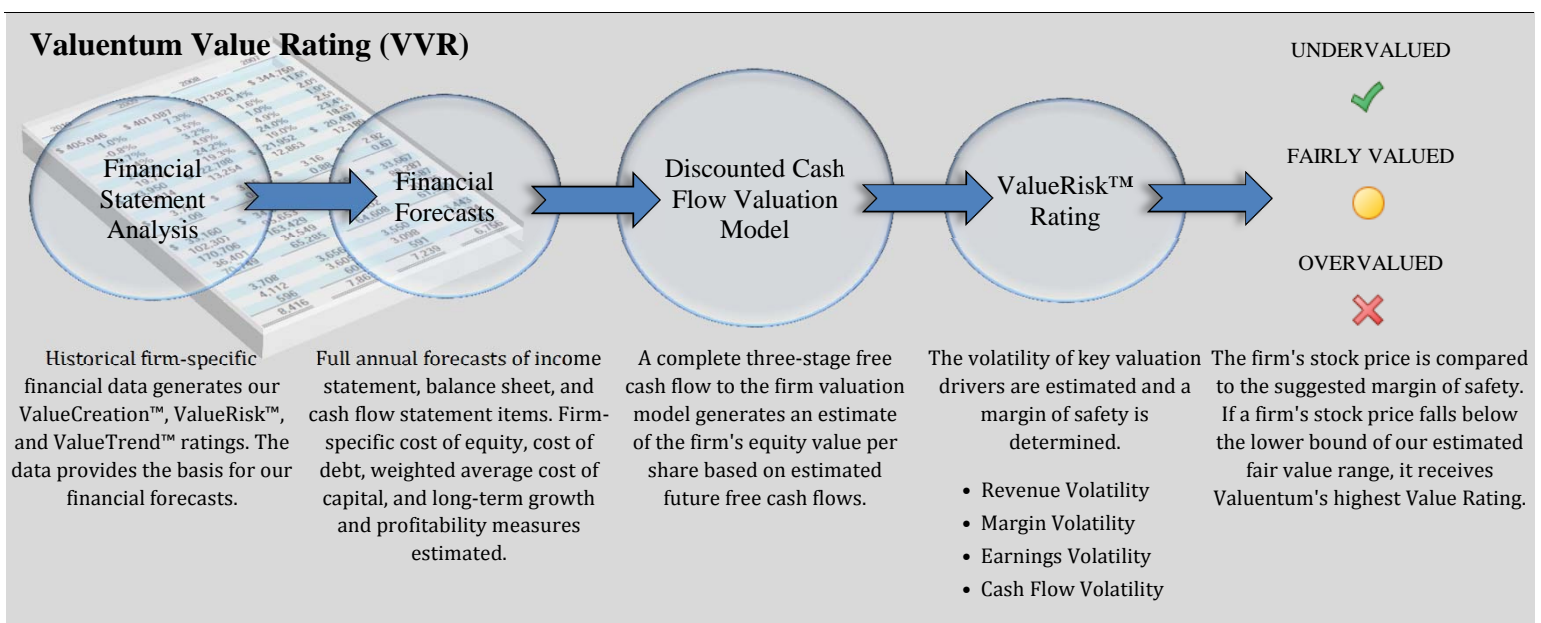 Valuentum Value Rating (VVR)
Financial
Statement
Analysis
Financial
Forecasts
Discounted Cash
Flow Valuation
Model
ValueRisk™
Rating
UNDERVALUED
FAIRLY VALUED
OVERVALUED
Historical firm-specific
financial data generates our
ValueCreation™, ValueRisk™,
and ValueTrend™ ratings. The
data provides the basis for our
financial forecasts.
Full annual forecasts of income
statement, balance sheet, and
cash flow statement items. Firm-
specific cost of equity, cost of
debt, weighted average cost of
capital, and long-term growth
and profitability measures
estimated.
A complete three-stage free
cash flow to the firm valuation
model generates an estimate
of the firm's equity value per
share based on estimated
future free cash flows.
The volatility of key valuation
drivers are estimated and a
margin of safety is
determined.
• Revenue Volatility
• Margin Volatility
• Earnings Volatility
• Cash Flow Volatility
The firm's stock price is compared
to the suggested margin of safety.
If a firm's stock price falls below
the lower bound of our estimated
fair value range, it receives
Valuentum's highest Value Rating.